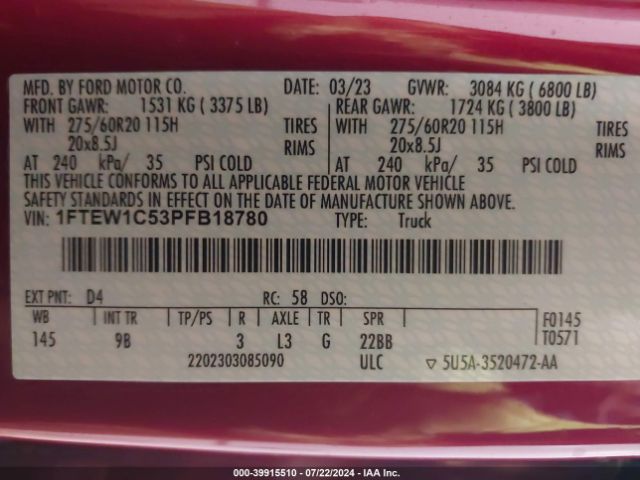 MFD. BY FORD MOTOR CO. DATE: 03/23 GVWR: 3084 KG ( 6800 LB)
FRONT GAWR: 1531 KG ( 3375 LB) REAR GAWR: 1724 KG ( 3800 LB)
WITH 275/60R20 115H TIRES WITH 275/60R20 115H TIRES
20x8.5J RIMS 20x8.5J RIMS
AT 240 kPa/ 35 PSI COLD AT 240 kPa/ 35 PSI COLD
THIS VEHICLE CONFORMS TO ALL APPLICABLE FEDERAL MOTOR VEHICLE
SAFETY STANDARDS IN EFFECT ON THE DATE OF MANUFACTURE SHOWN ABOVE.
VIN: 1FTEW1C53PFB18780 TYPE: Truck
EXT PNT: D4 RC: 58 DSO:
WB INT TR TP/PS R AXLE TR SPR F0145
145 9B 3 L3 G 22BB T0571
2202303085090 ULC ▽ 5U5A-3520472-AA
000-39915510 - 07/22/2024 - IAA Inc.